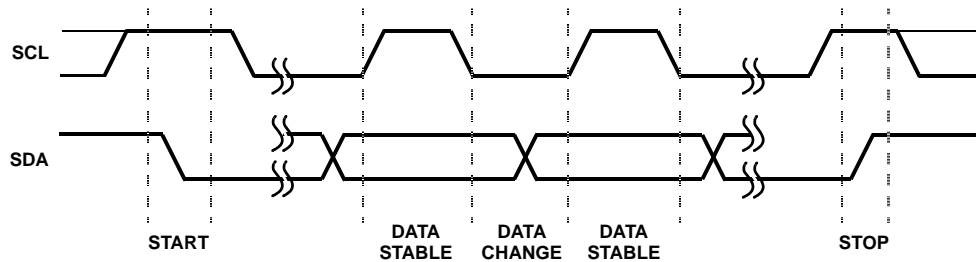 SCL
SDA
START
DATA STABLE
DATA CHANGE
DATA STABLE
STOP